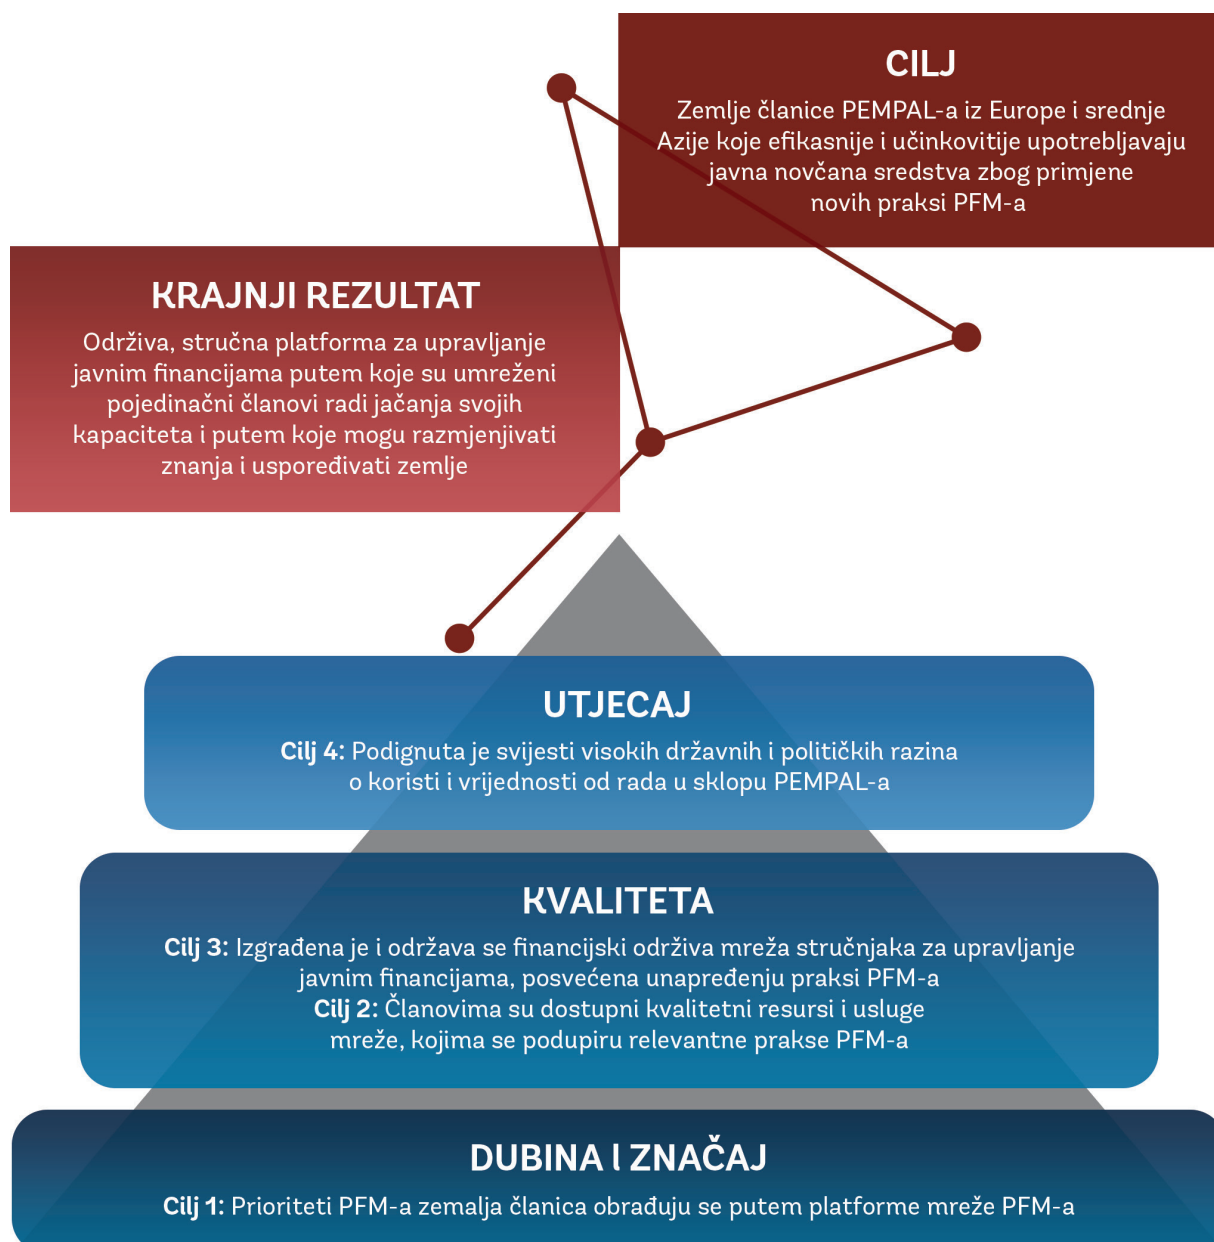 CILJ
Zemlje članice PEMPAL-a iz Europe i srednje
Azije koje efikasnije i učinkovitije upotrebljavaju
javna novčana sredstva zbog primjene
novih praksi PFM-a
KRAJNJI REZULTAT
Održiva, stručna platforma za upravljanje
javnim financijama putem koje su umreženi
pojedinačni članovi radi jačanja svojih
kapaciteta i putem koje mogu razmjenjivati
znanja i uspoređivati zemlje
UTJECAJ
Cilj 4: Podignuta je svijesti visokih državnih i političkih razina
o koristi i vrijednosti od rada u sklopu PEMPAL-a
KVALITETA
Cilj 3: Izgrađena je i održava se financijski održiva mreža stručnjaka za upravljanje
javnim financijama, posvećena unapređenju praksi PFM-a
Cilj 2: Članovima su dostupni kvalitetni resursi i usluge
mreže, kojima se podupiru relevantne prakse PFM-a
DUBINA I ZNAČAJ
Cilj 1: Prioriteti PFM-a zemalja članica obrađuju se putem platforme mreže PFM-a